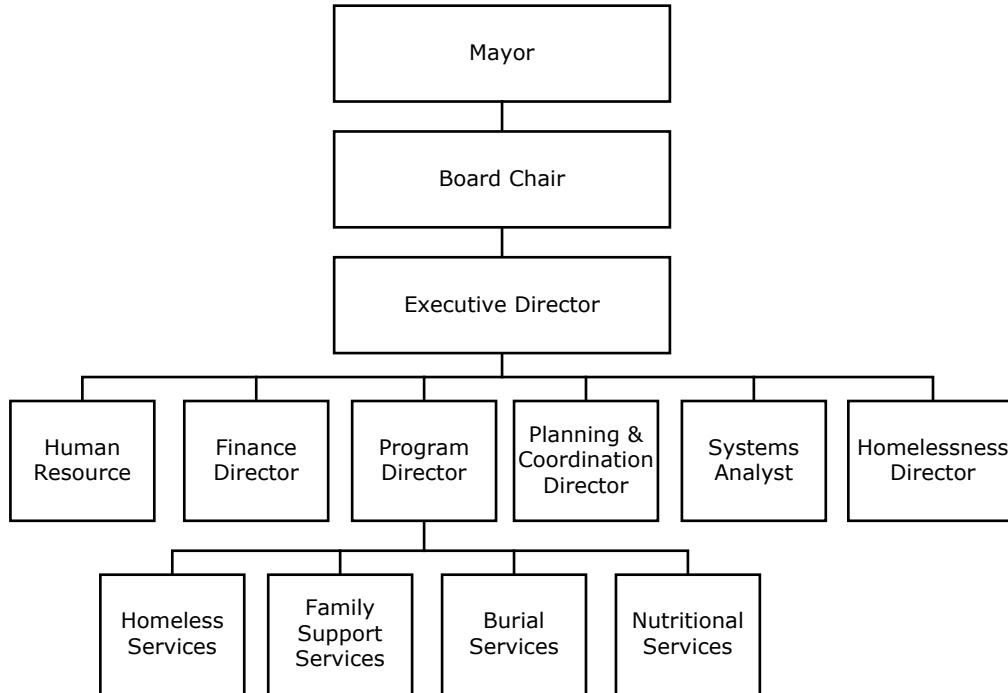 Mayor
Board Chair
Executive Director
Human
Resource
Finance
Director
Program
Director
Planning &
Coordination
Director
Systems
Analyst
Homelessness
Director
Homeless
Services
Family
Support
Services
Burial
Services
Nutritional
Services